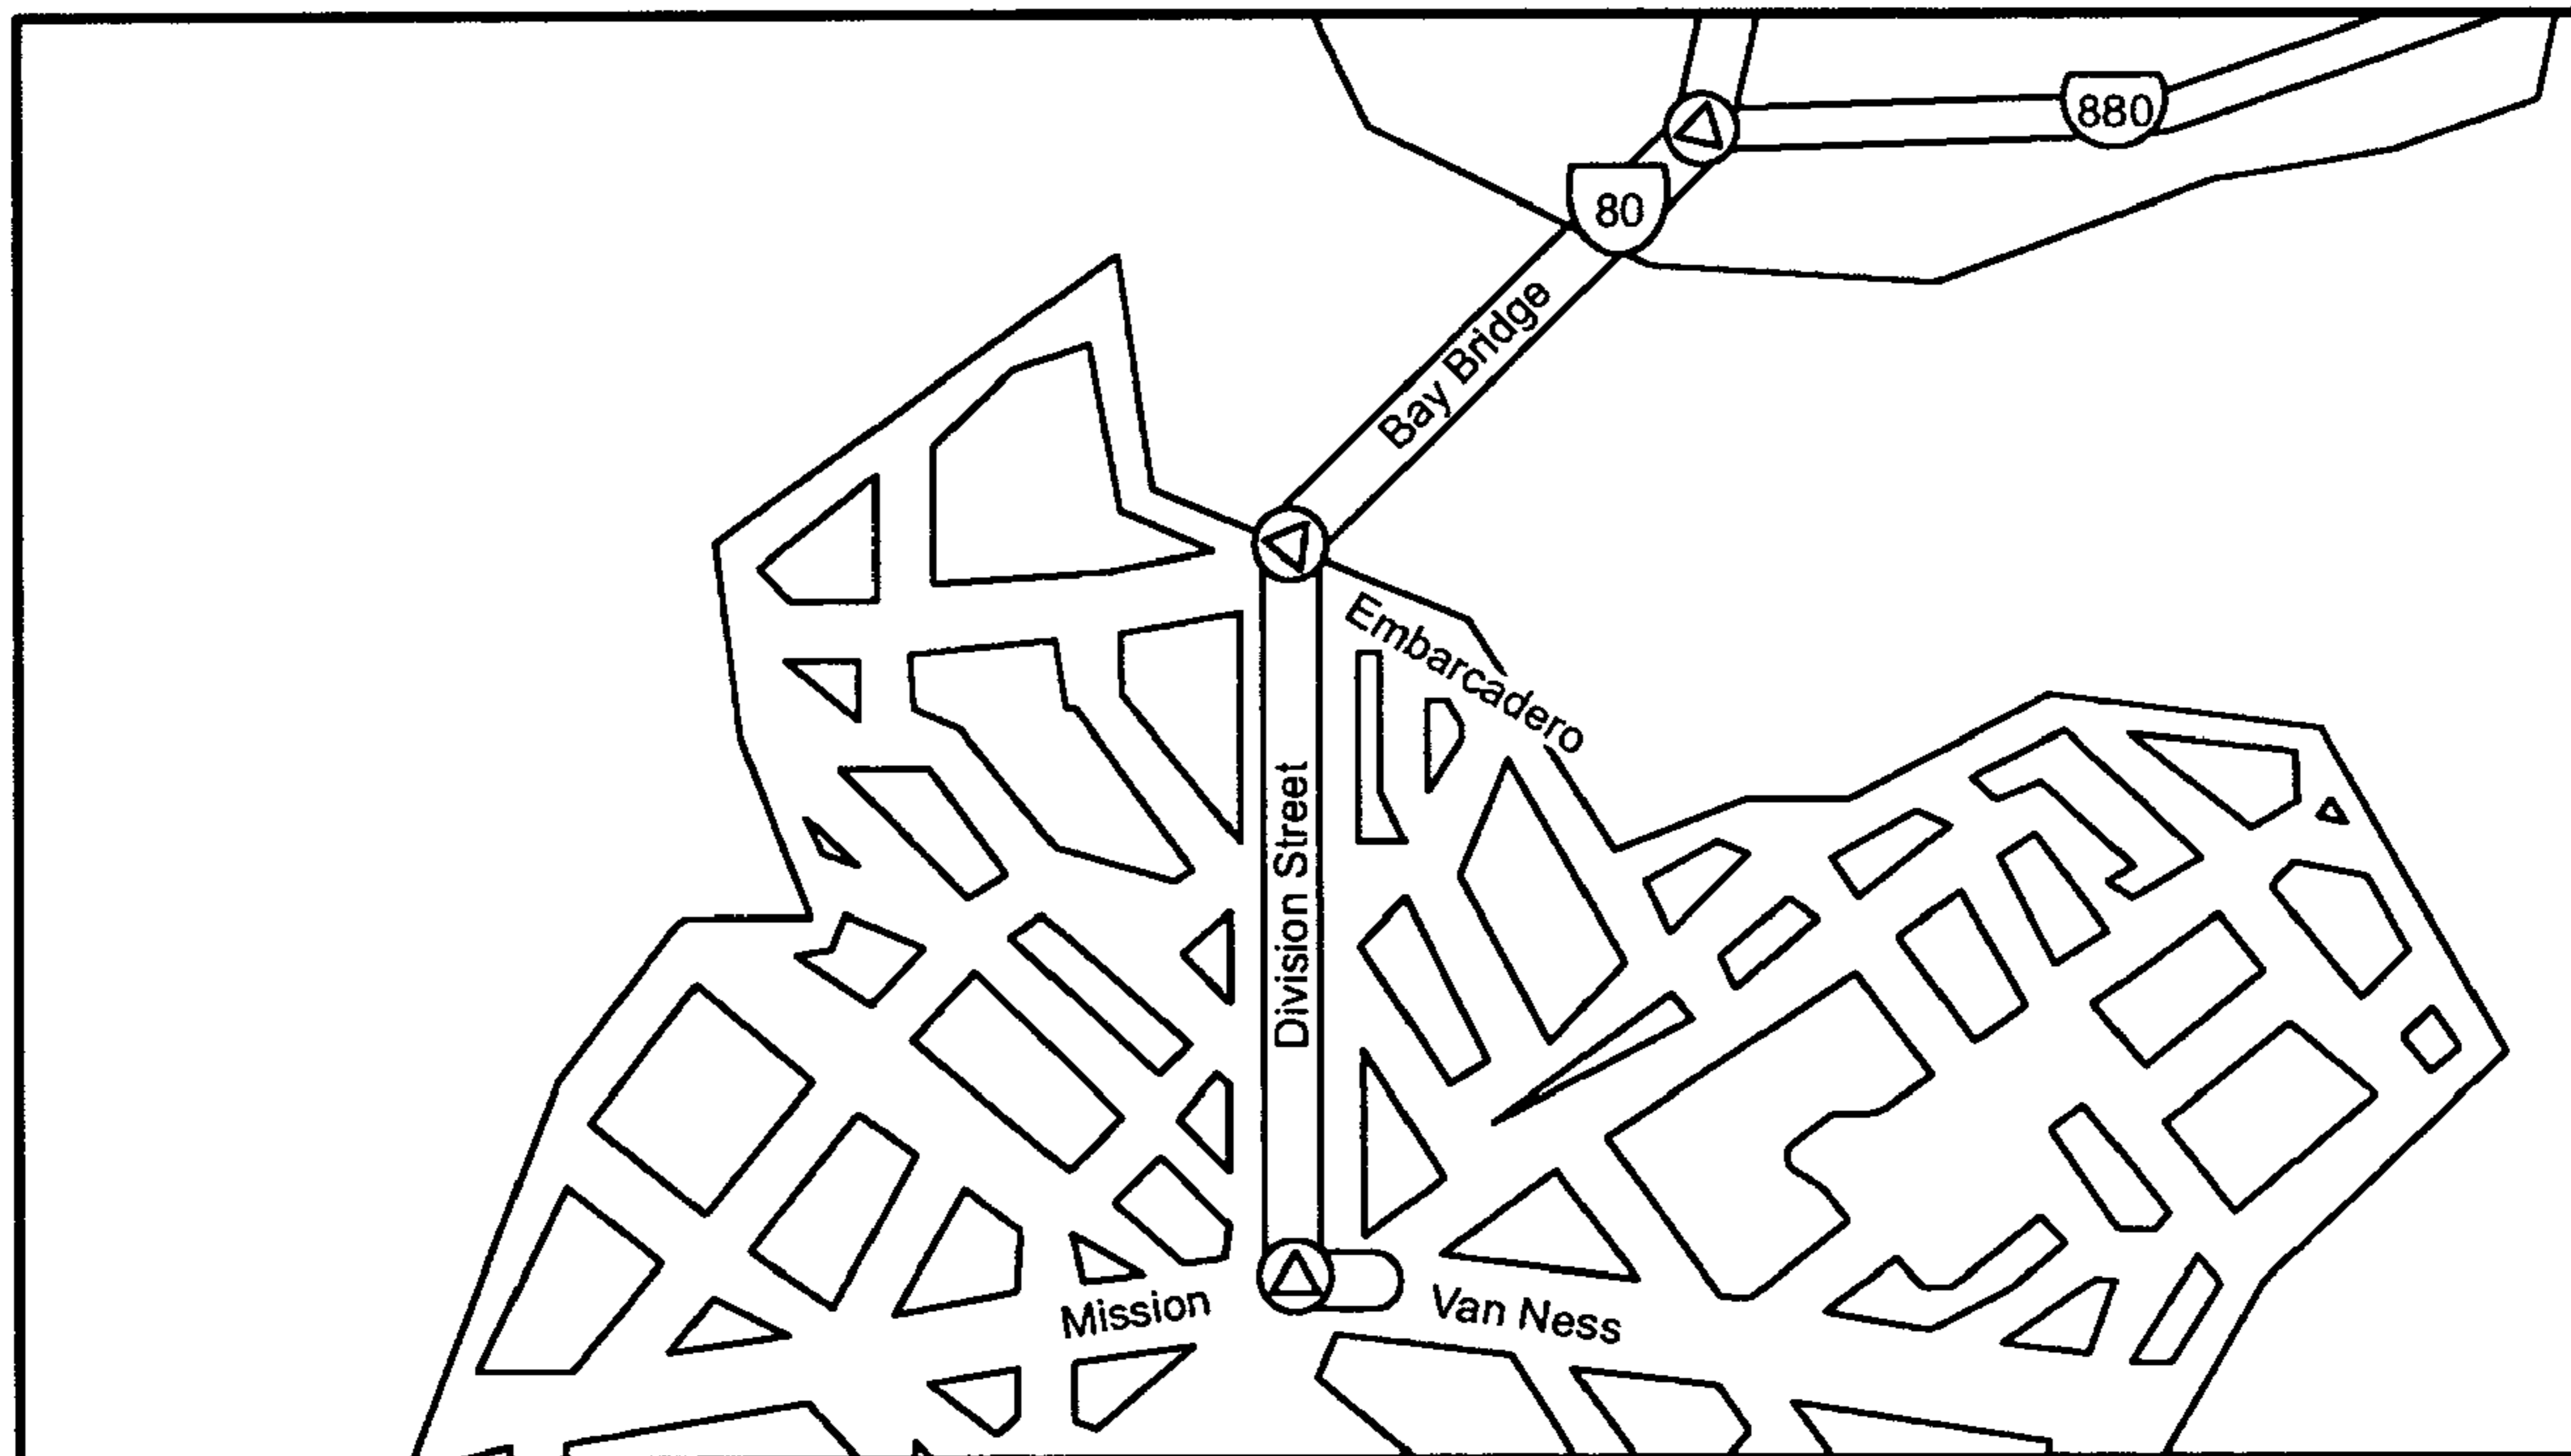 880
80
Bay Bridge
Embarcadero
Division Street
Mission
Van Ness